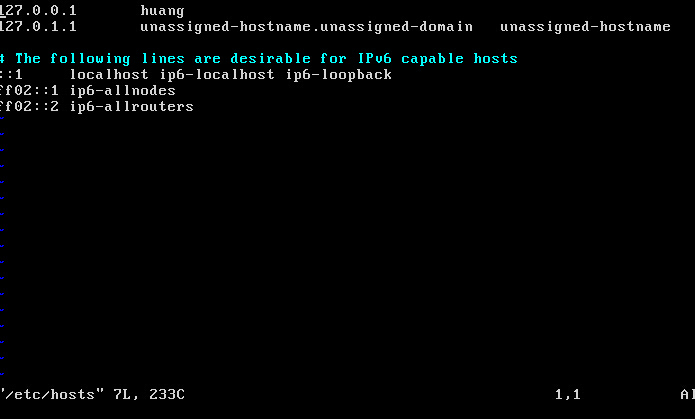 127.0.0.1 huang
127.0.1.1 unassigned-hostname.unassigned-domain unassigned-hostname
# The following lines are desirable for IPv6 capable hosts
::1 localhost ip6-localhost ip6-loopback
ff02::1 ip6-allnodes
ff02::2 ip6-allrouters
"/etc/hosts" 7L, 233C 1,1